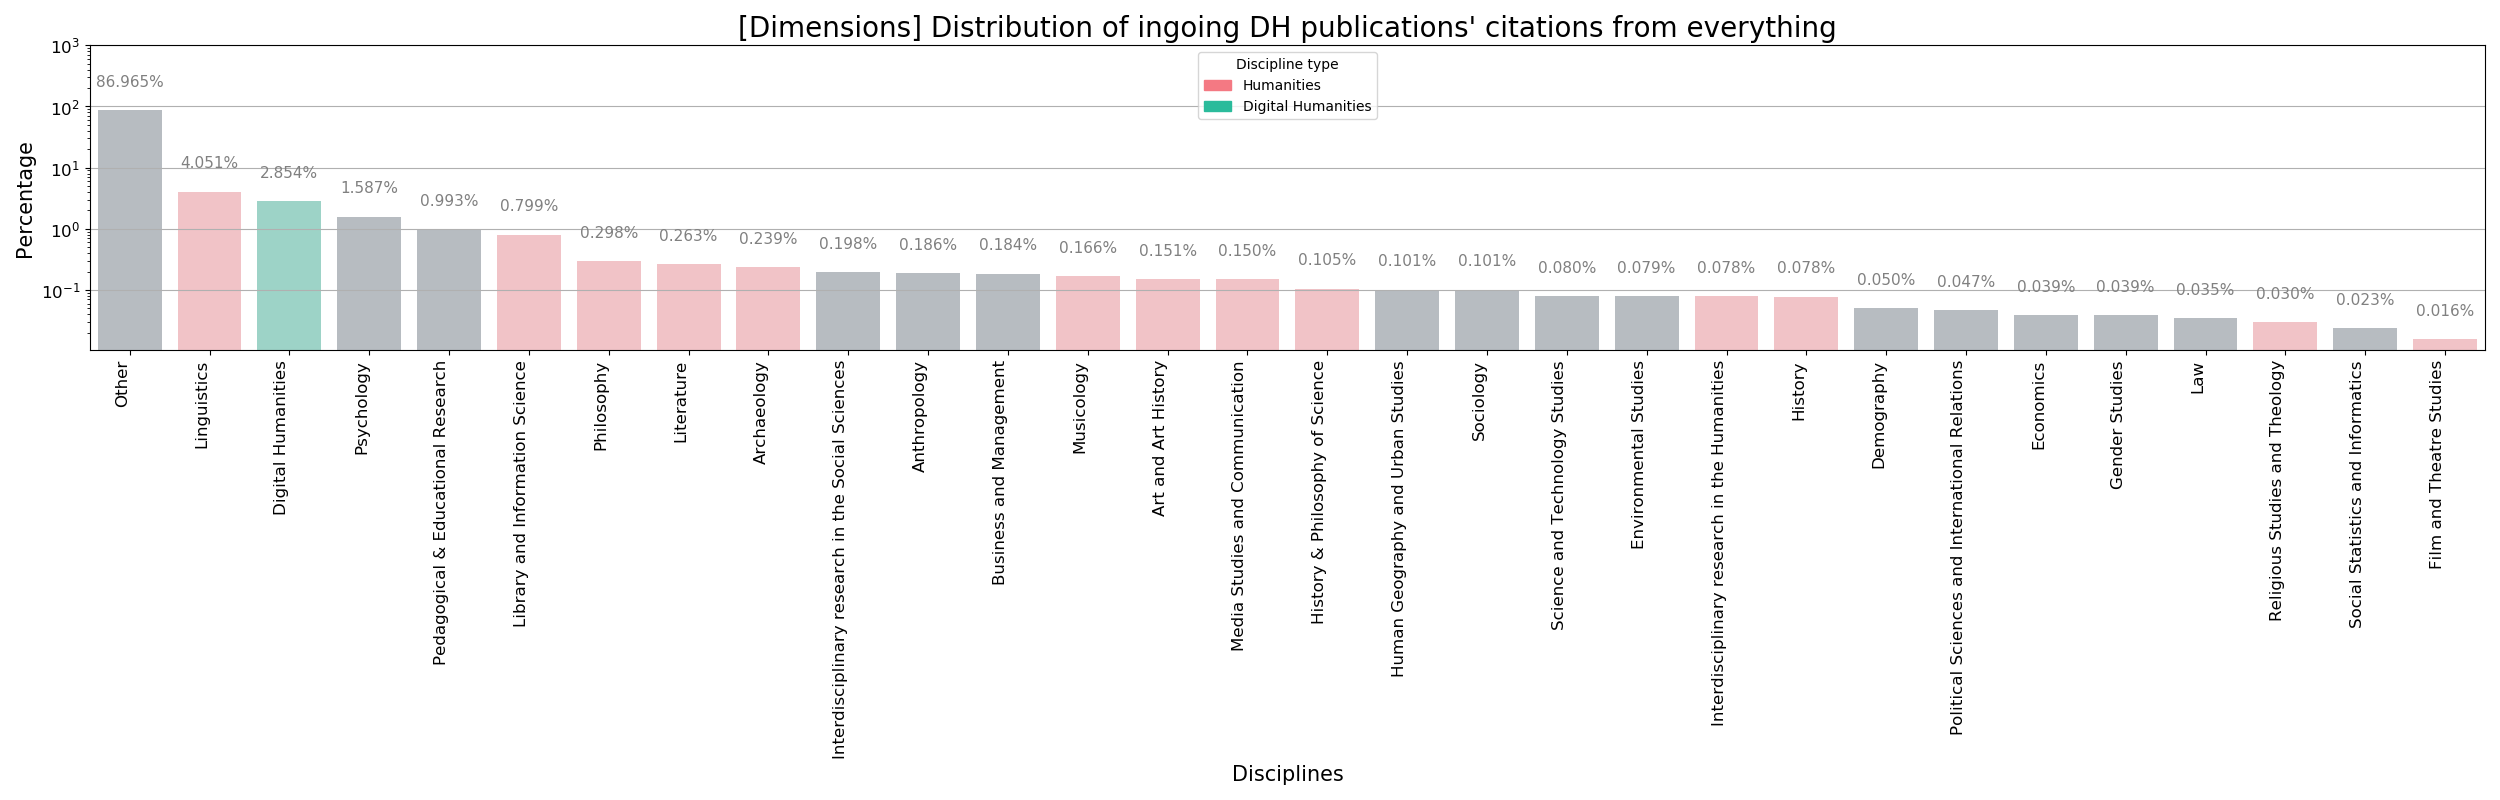 [Dimensions] Distribution of ingoing DH publications' citations from everything
Discipline type
Humanities
Digital Humanities
Percentage
10³
10²
10¹
10⁰
10⁻¹
86.965%
4.051%
2.854%
1.587%
0.993%
0.799%
0.298%
0.263%
0.239%
0.198%
0.186%
0.184%
0.166%
0.151%
0.150%
0.105%
0.101%
0.101%
0.080%
0.079%
0.078%
0.078%
0.050%
0.047%
0.039%
0.039%
0.035%
0.030%
0.023%
0.016%
Other
Linguistics
Digital Humanities
Psychology
Pedagogical & Educational Research
Library and Information Science
Philosophy
Literature
Archaeology
Interdisciplinary research in the Social Sciences
Anthropology
Business and Management
Musicology
Art and Art History
Media Studies and Communication
History & Philosophy of Science
Human Geography and Urban Studies
Sociology
Science and Technology Studies
Environmental Studies
Interdisciplinary research in the Humanities
History
Demography
Political Sciences and International Relations
Economics
Gender Studies
Law
Religious Studies and Theology
Social Statistics and Informatics
Film and Theatre Studies
Disciplines